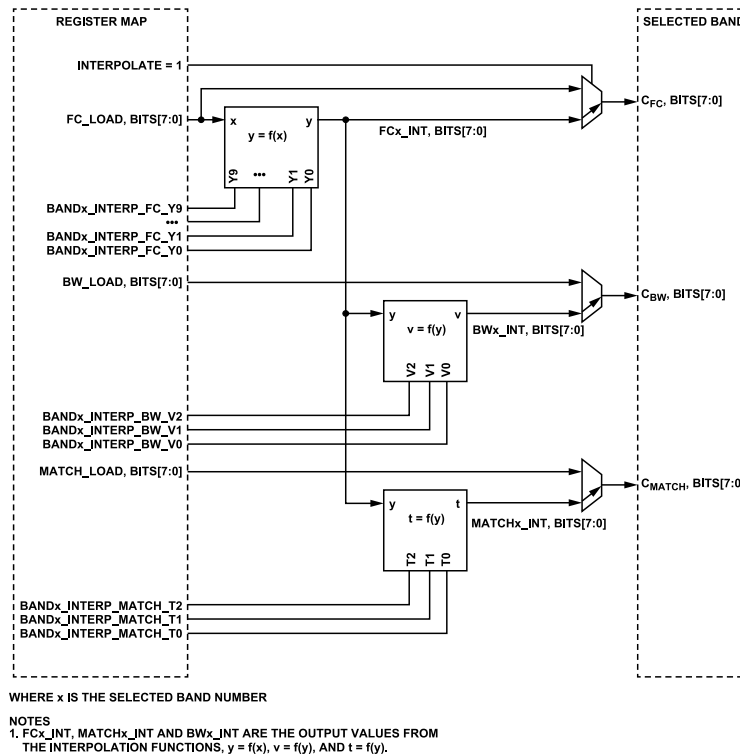 REGISTER MAP
SELECTED BAND
INTERPOLATE = 1
FC_LOAD, BITS[7:0]
x
y
y = f(x)
Y9
•••
Y1
Y0
FCx_INT, BITS[7:0]
CFC, BITS[7:0]
BANDx_INTERP_FC_Y9
•••
BANDx_INTERP_FC_Y1
BANDx_INTERP_FC_Y0
BW_LOAD, BITS[7:0]
y
v
v = f(y)
V2
V1
V0
BWx_INT, BITS[7:0]
CBW, BITS[7:0]
BANDx_INTERP_BW_V2
BANDx_INTERP_BW_V1
BANDx_INTERP_BW_V0
MATCH_LOAD, BITS[7:0]
y
t
t = f(y)
T2
T1
T0
MATCHx_INT, BITS[7:0]
CMATCH, BITS[7:0]
BANDx_INTERP_MATCH_T2
BANDx_INTERP_MATCH_T1
BANDx_INTERP_MATCH_T0
WHERE x IS THE SELECTED BAND NUMBER
NOTES
1. FCx_INT, MATCHx_INT AND BWx_INT ARE THE OUTPUT VALUES FROM
THE INTERPOLATION FUNCTIONS, y = f(x), v = f(y), AND t = f(y).